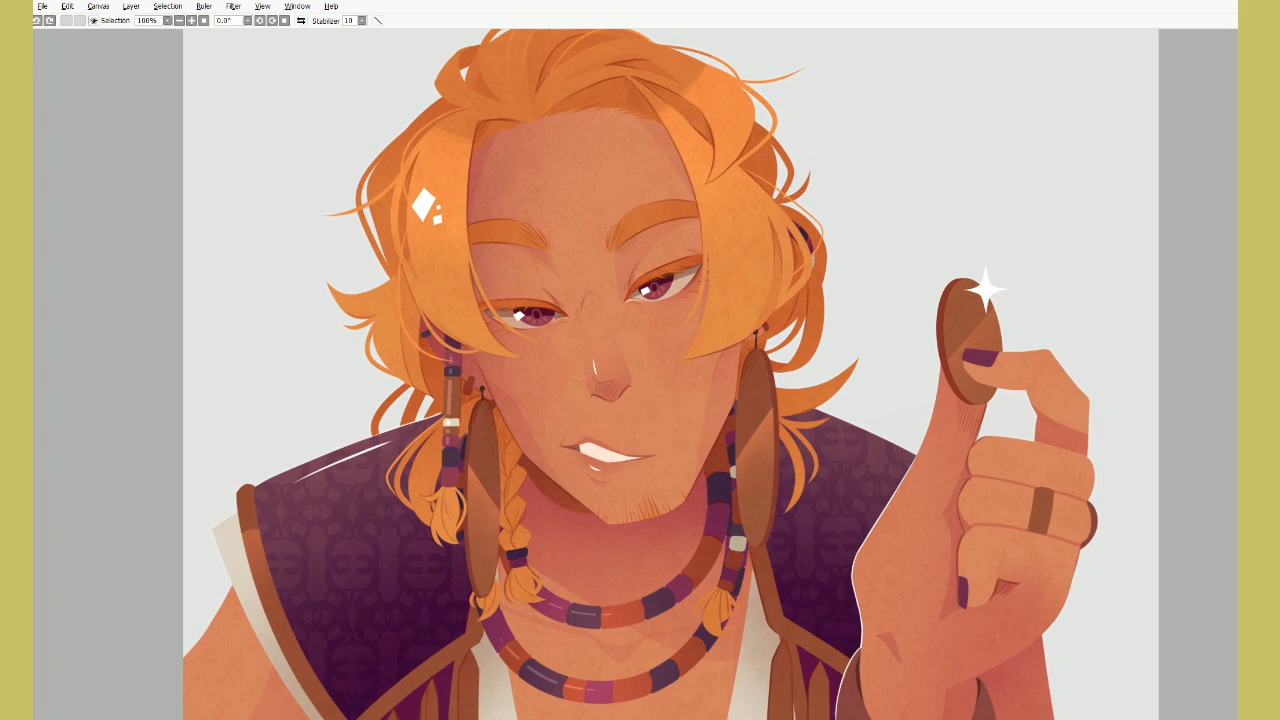 File Edit Canvas Layer Selection Ruler Filter View Window Help
Selection 100% 0.0° Stabilizer 10